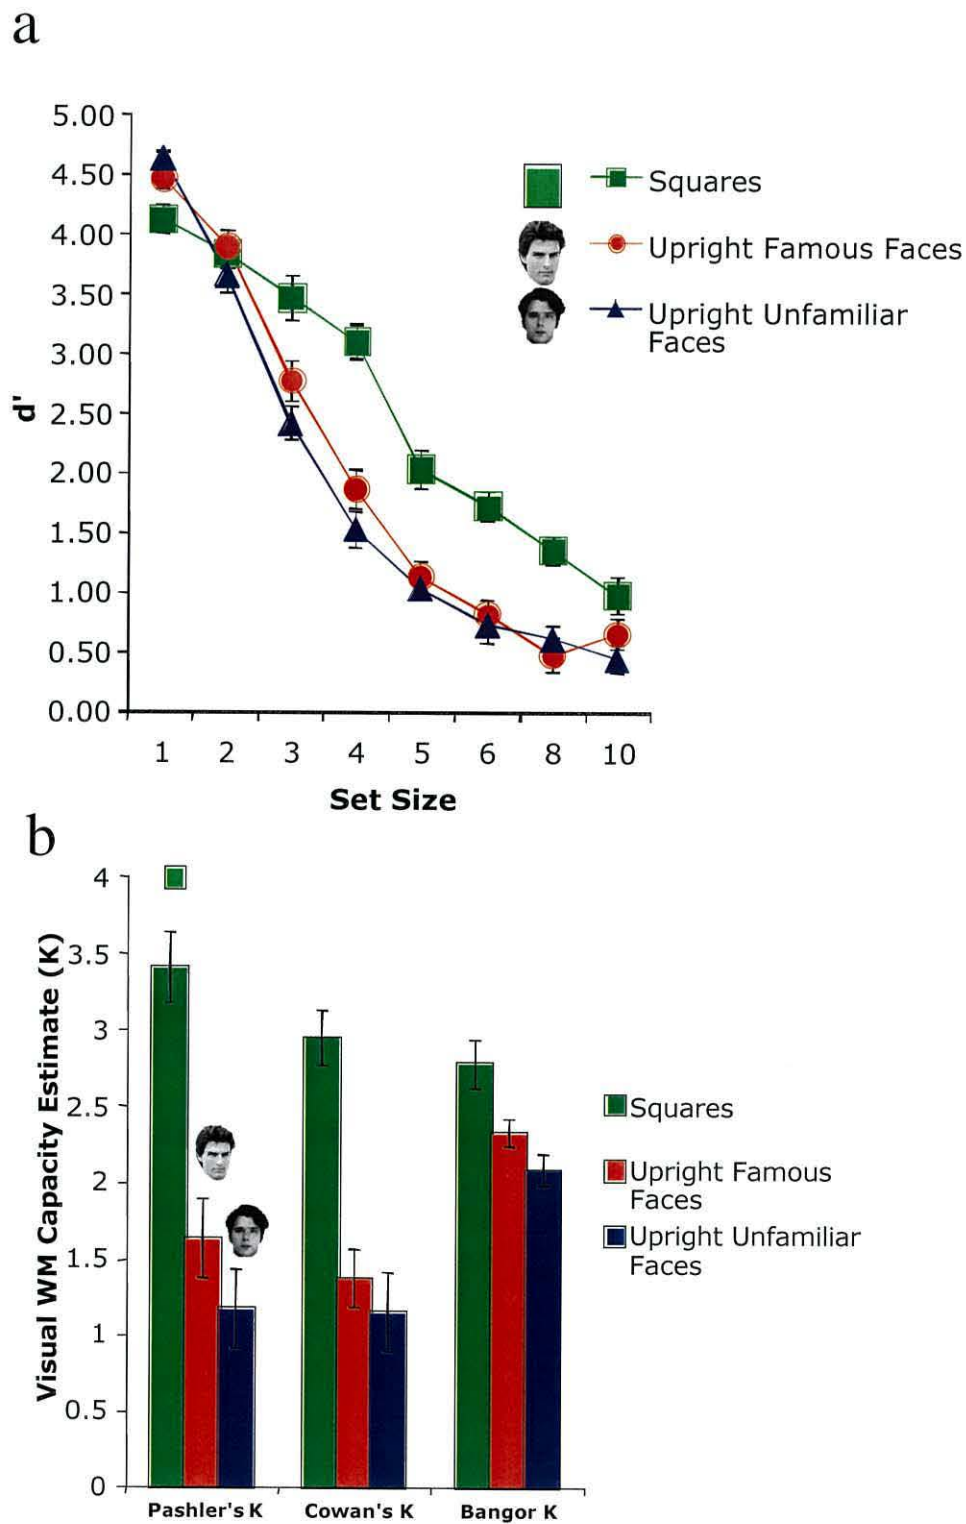 a
5.00
4.50
4.00
3.50
3.00
2.50
2.00
1.50
1.00
0.50
0.00
d'
Squares
Upright Famous Faces
Upright Unfamiliar
Faces
1 2 3 4 5 6 8 10
Set Size
b
4
3.5
3
2.5
2
1.5
1
0.5
0
Visual WM Capacity Estimate (K)
Squares
Upright Famous
Faces
Upright Unfamiliar
Faces
Pashler's K Cowan's K Bangor K